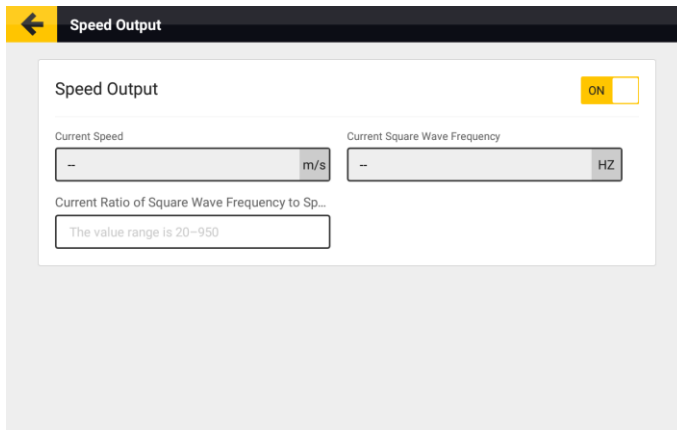 Speed Output
Speed Output
ON
Current Speed
Current Square Wave Frequency
-- m/s
-- HZ
Current Ratio of Square Wave Frequency to Sp...
The value range is 20–950